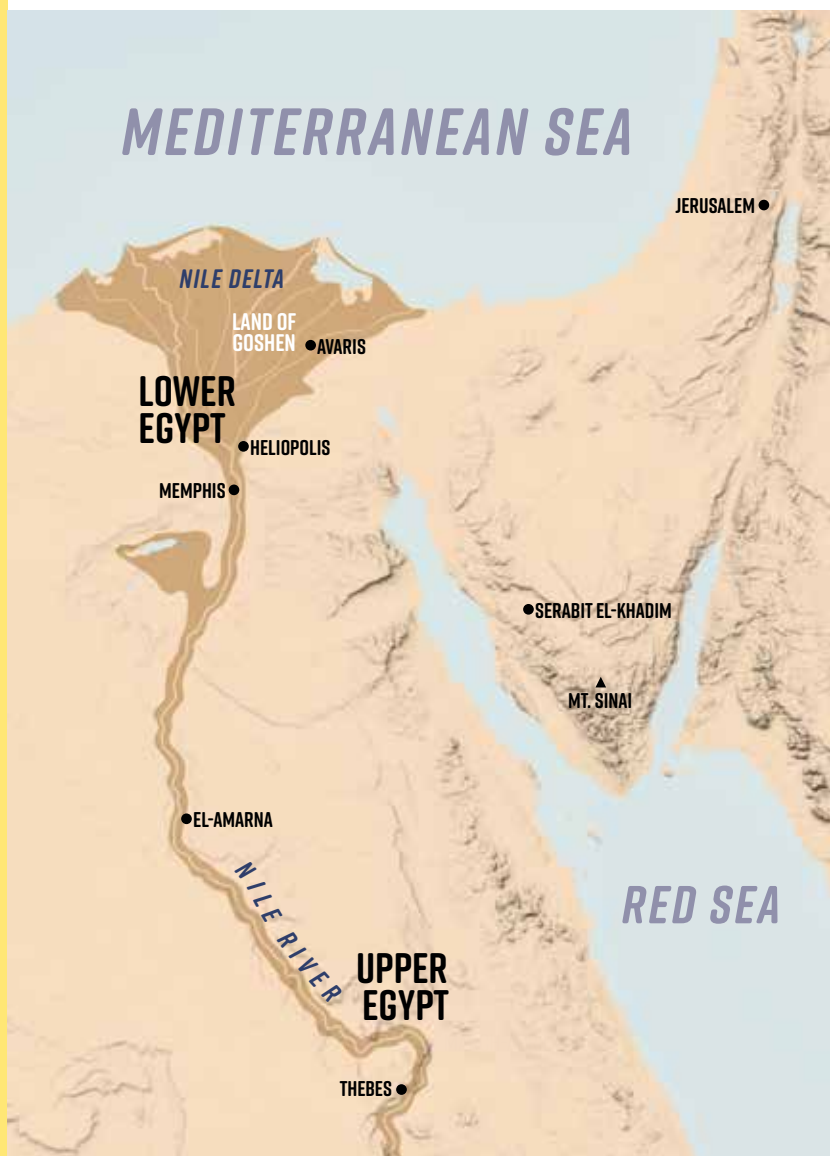 MEDITERRANEAN SEA
JERUSALEM
NILE DELTA
LAND OF
GOSHEN
AVARIS
LOWER
EGYPT
HELIOPOLIS
MEMPHIS
SERABIT EL-KHADIM
MT. SINAI
EL-AMARNA
NILE RIVER
RED SEA
UPPER
EGYPT
THEBES